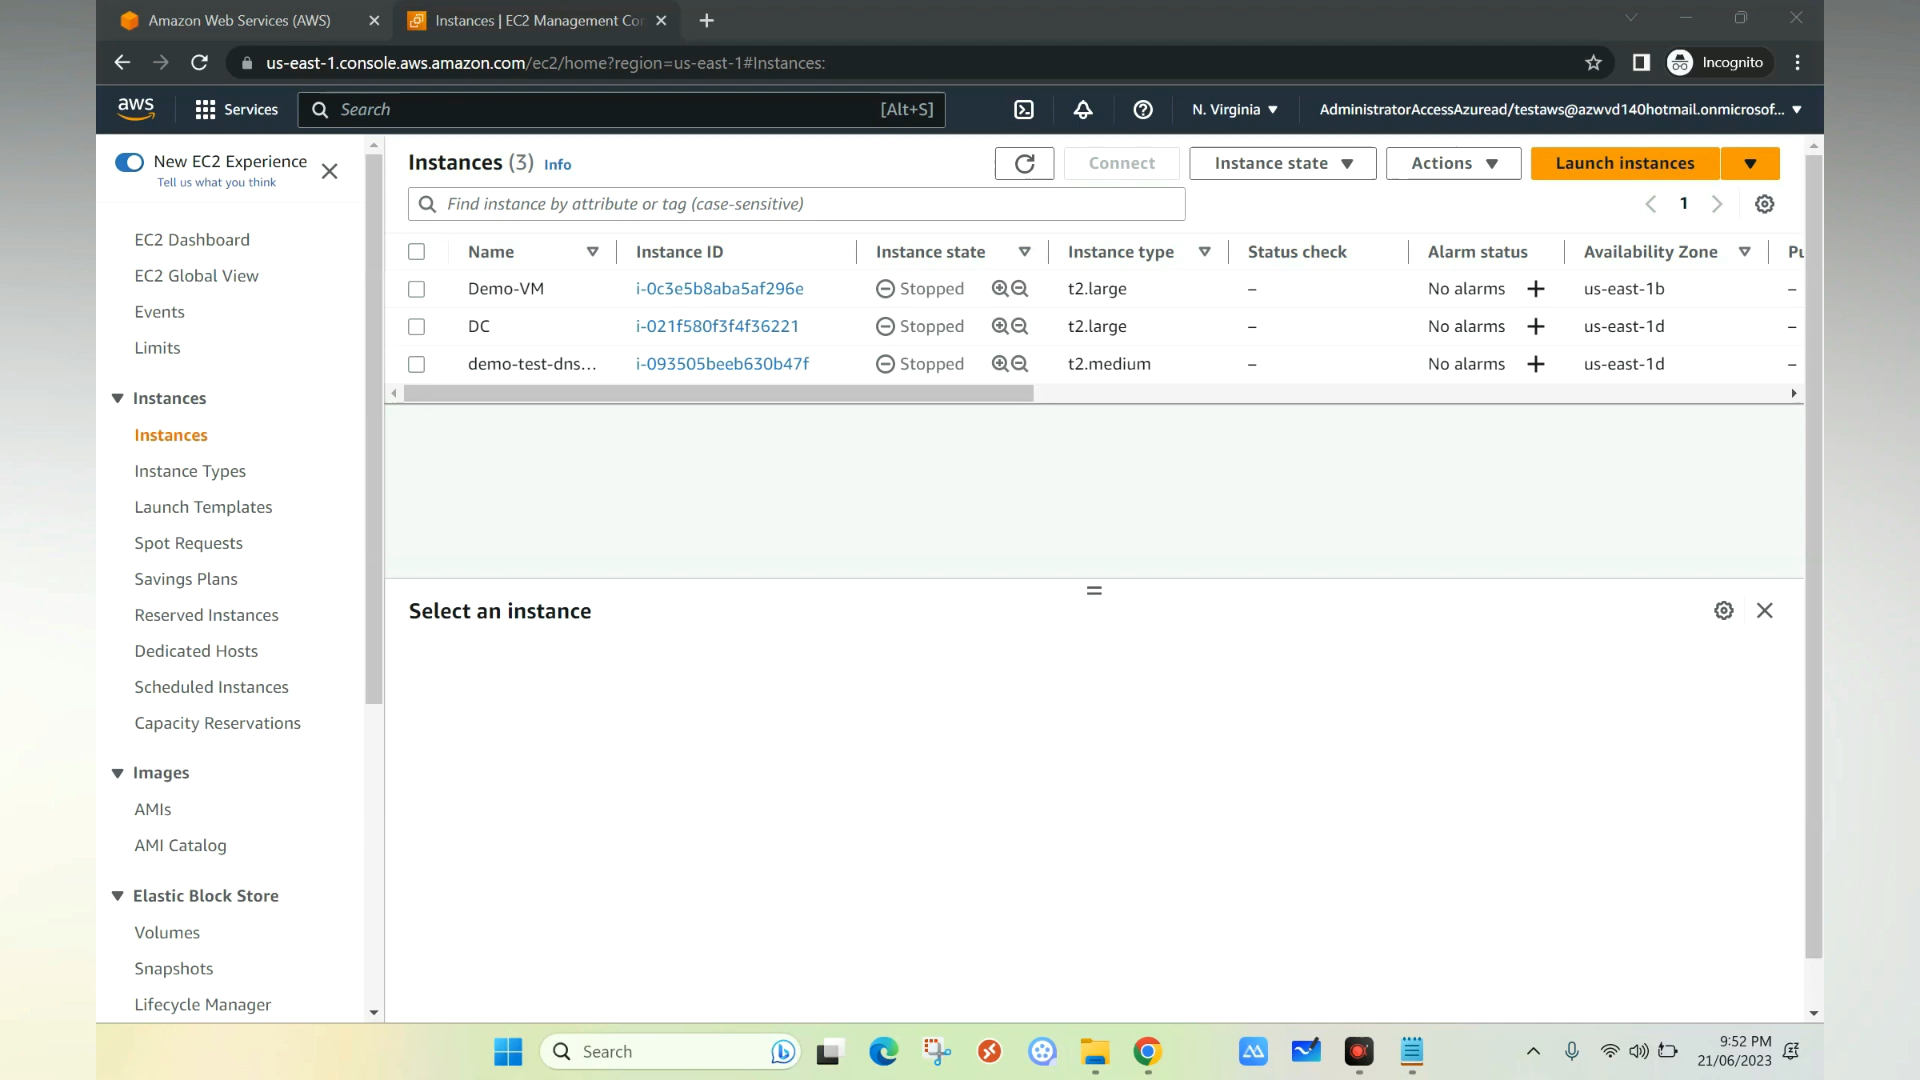 Amazon Web Services (AWS)
Instances | EC2 Management Co
us-east-1.console.aws.amazon.com/ec2/home?region=us-east-1#Instances:
Incognito
aws
Services
Search
[Alt+S]
N. Virginia
AdministratorAccessAzuread/testaws@azwvd140hotmail.onmicrosof...
New EC2 Experience
Tell us what you think
EC2 Dashboard
EC2 Global View
Events
Limits
Instances
Instances
Instance Types
Launch Templates
Spot Requests
Savings Plans
Reserved Instances
Dedicated Hosts
Scheduled Instances
Capacity Reservations
Images
AMIs
AMI Catalog
Elastic Block Store
Volumes
Snapshots
Lifecycle Manager
Instances (3) Info
Connect
Instance state
Actions
Launch instances
Find instance by attribute or tag (case-sensitive)
1
Name Instance ID Instance state Instance type Status check Alarm status Availability Zone
Demo-VM i-0c3e5b8aba5af296e Stopped t2.large – No alarms + us-east-1b –
DC i-021f580f3f4f36221 Stopped t2.large – No alarms + us-east-1d –
demo-test-dns... i-093505beeb630b47f Stopped t2.medium – No alarms + us-east-1d –
Select an instance
Search
9:52 PM
21/06/2023